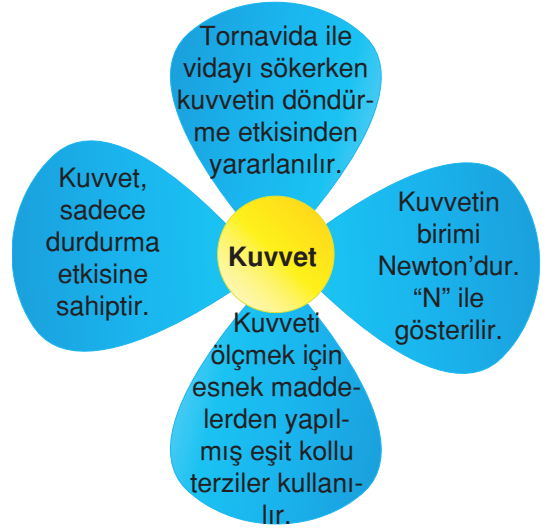 Tornavida ile
vidayı sökerken
kuvvetin döndür-
me etkisinden
yararlanılır.
Kuvvet,
sadece
durdurma
etkisine
sahiptir.
Kuvvet
Kuvvetin
birimi
Newton’dur.
“N” ile
gösterilir.
Kuvveti
ölçmek için
esnek madde-
lerden yapıl-
mış eşit kollu
terziler kullanı-
lır.